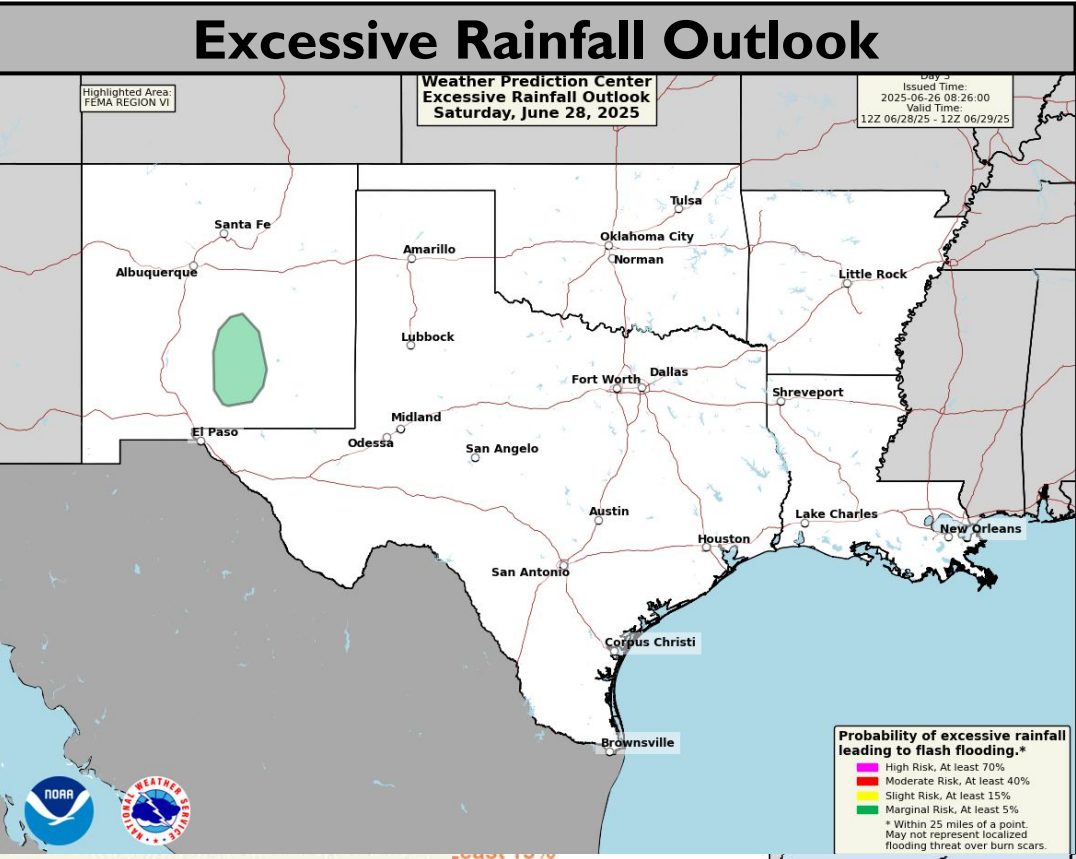 Excessive Rainfall Outlook
Highlighted Area:
FEMA REGION VI
Weather Prediction Center
Excessive Rainfall Outlook
Saturday, June 28, 2025
Day 3
Issued Time:
2025-06-26 08:26:00
Valid Time:
12Z 06/28/25 - 12Z 06/29/25
Tulsa
Santa Fe
Oklahoma City
Amarillo
Norman
Albuquerque
Little Rock
Lubbock
Dallas
Fort Worth
Shreveport
Midland
El Paso
Odessa
San Angelo
Austin
Lake Charles
New Orleans
Houston
San Antonio
Corpus Christi
Brownsville
Probability of excessive rainfall
leading to flash flooding.*
High Risk, At least 70%
Moderate Risk, At least 40%
Slight Risk, At least 15%
Marginal Risk, At least 5%
* Within 25 miles of a point.
May not represent localized
flooding threat over burn scars.
NOAA
NATIONAL WEATHER SERVICE